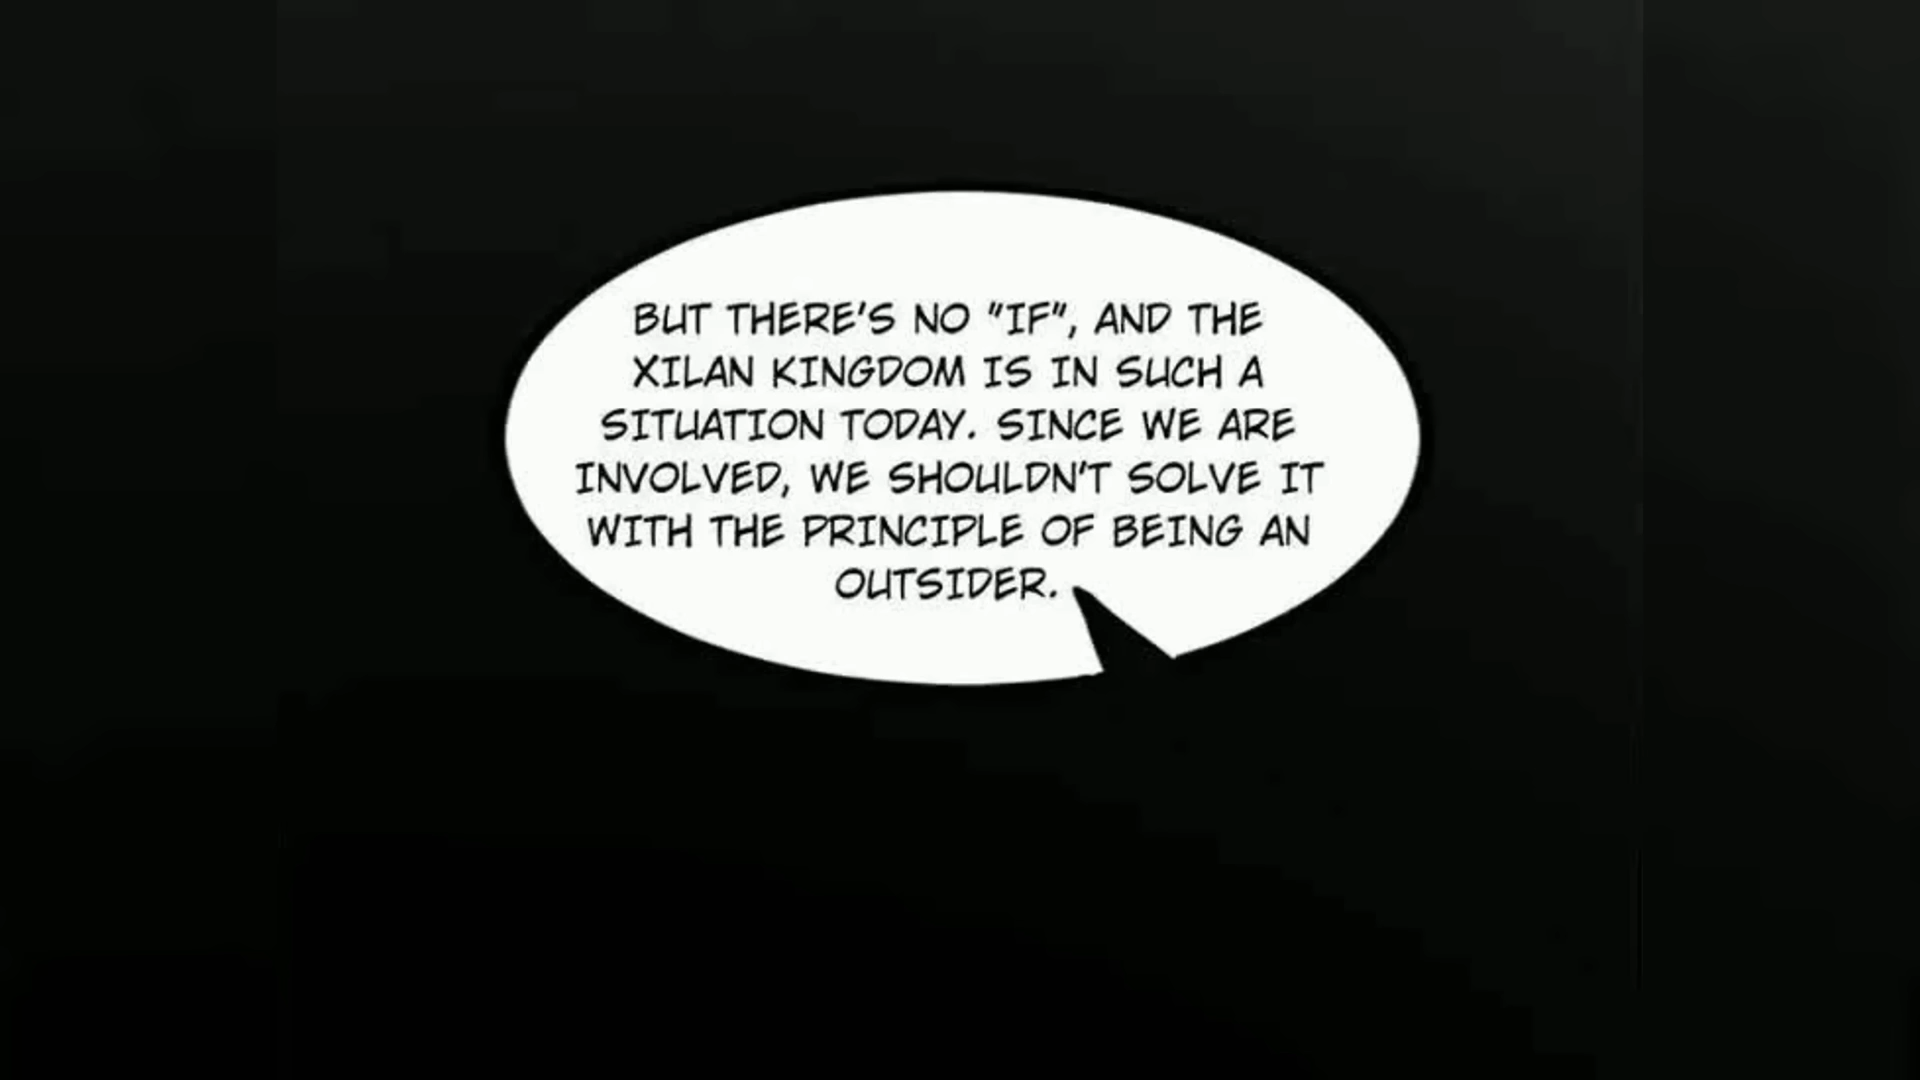 BUT THERE'S NO "IF", AND THE
XILAN KINGDOM IS IN SUCH A
SITUATION TODAY. SINCE WE ARE
INVOLVED, WE SHOULDN'T SOLVE IT
WITH THE PRINCIPLE OF BEING AN
OUTSIDER.